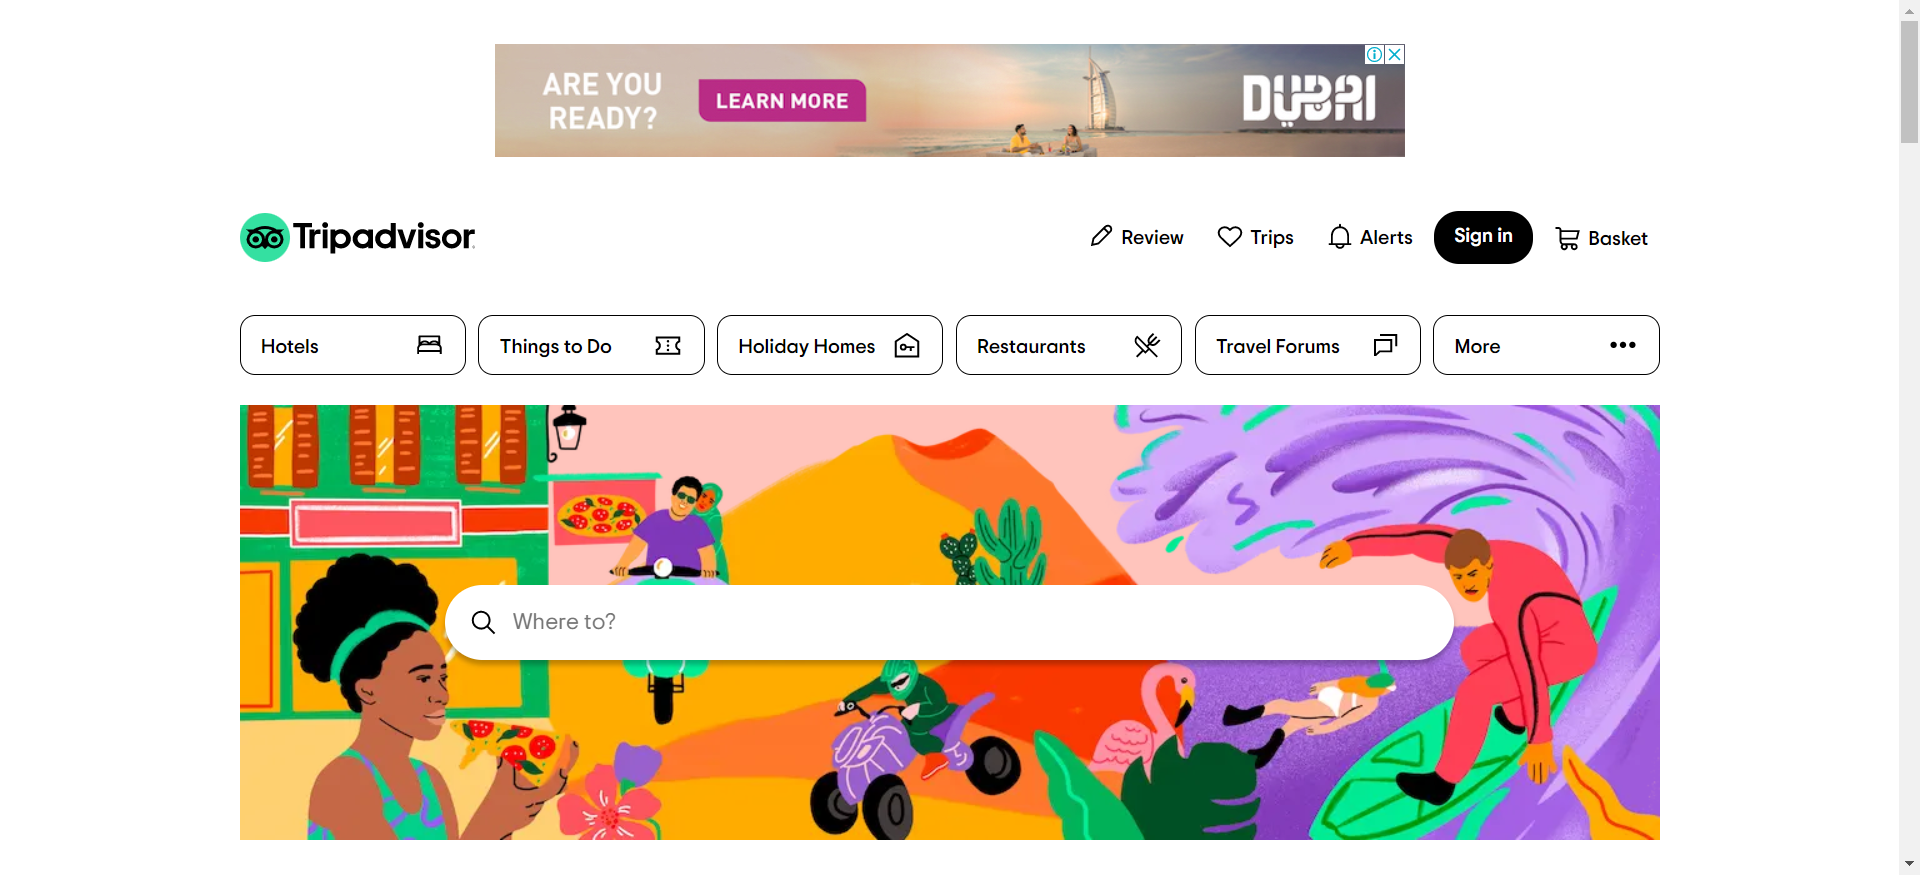 ARE YOU
READY?
LEARN MORE
DUBAI
Tripadvisor
Review
Trips
Alerts
Sign in
Basket
Hotels
Things to Do
Holiday Homes
Restaurants
Travel Forums
More
Where to?